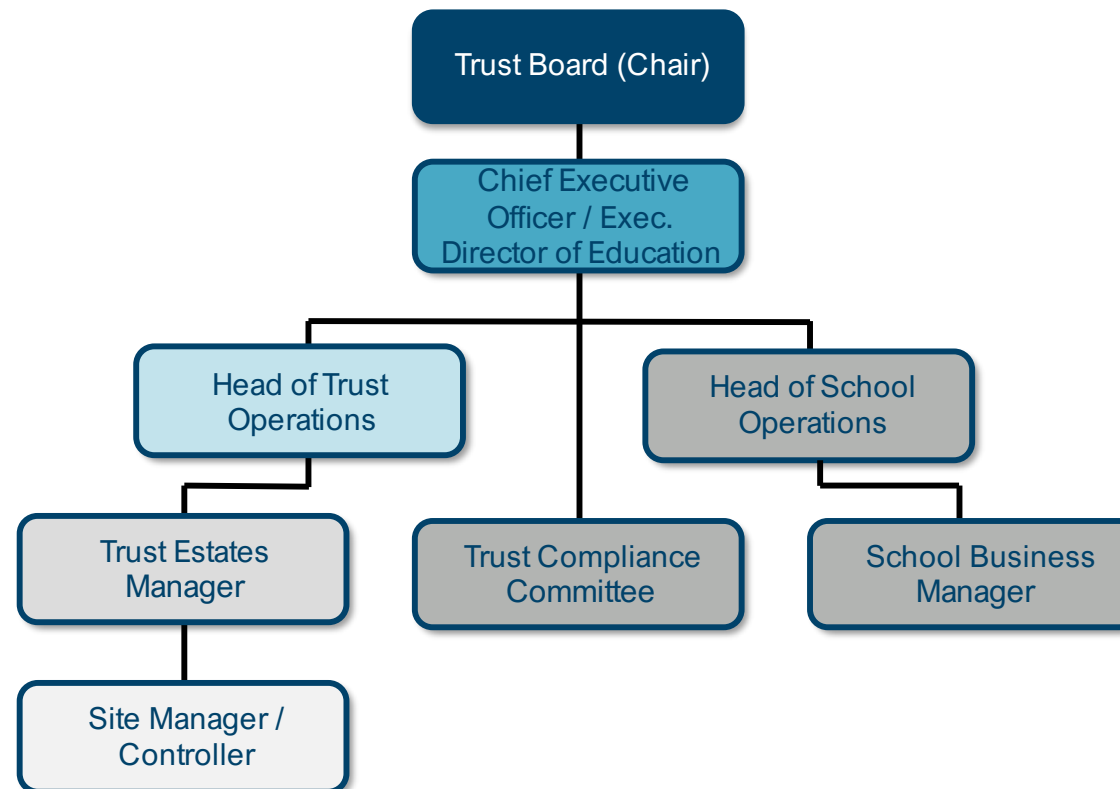 Trust Board (Chair)
Chief Executive
Officer / Exec.
Director of Education
Head of Trust
Operations
Head of School
Operations
Trust Estates
Manager
Trust Compliance
Committee
School Business
Manager
Site Manager /
Controller